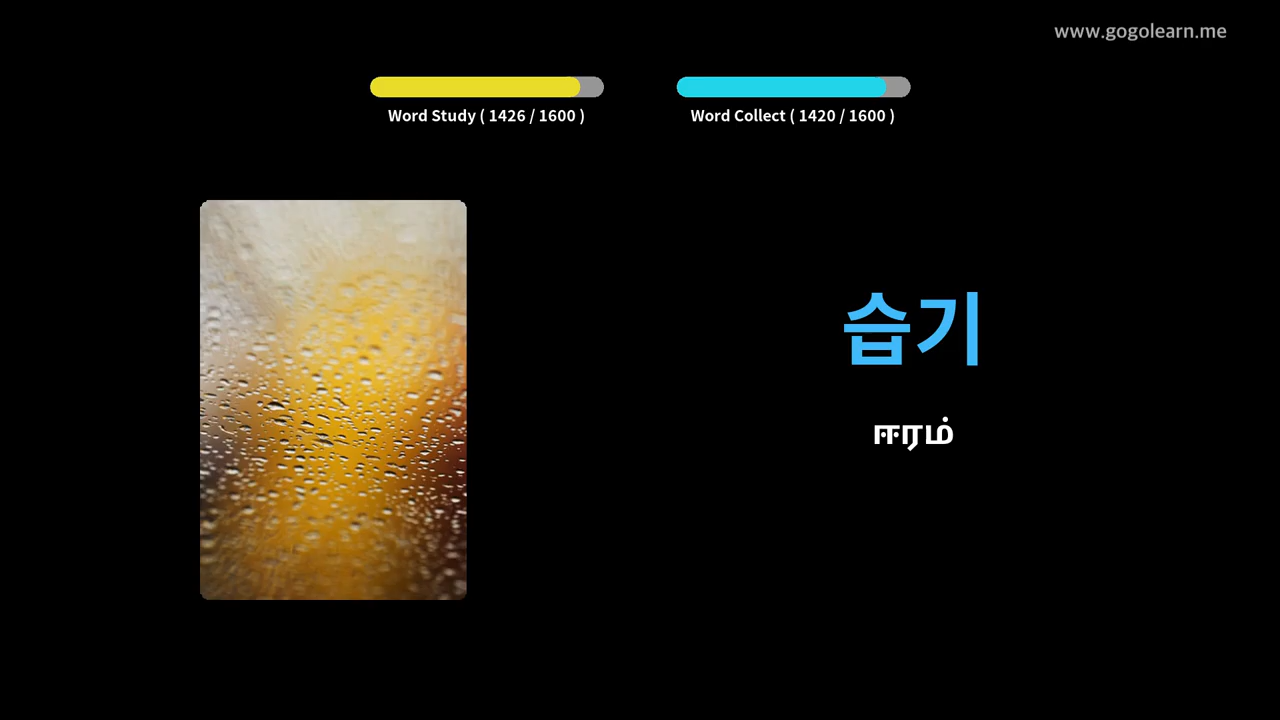 www.gogolearn.me
Word Study ( 1426 / 1600 )
Word Collect ( 1420 / 1600 )
습기
ஈரம்